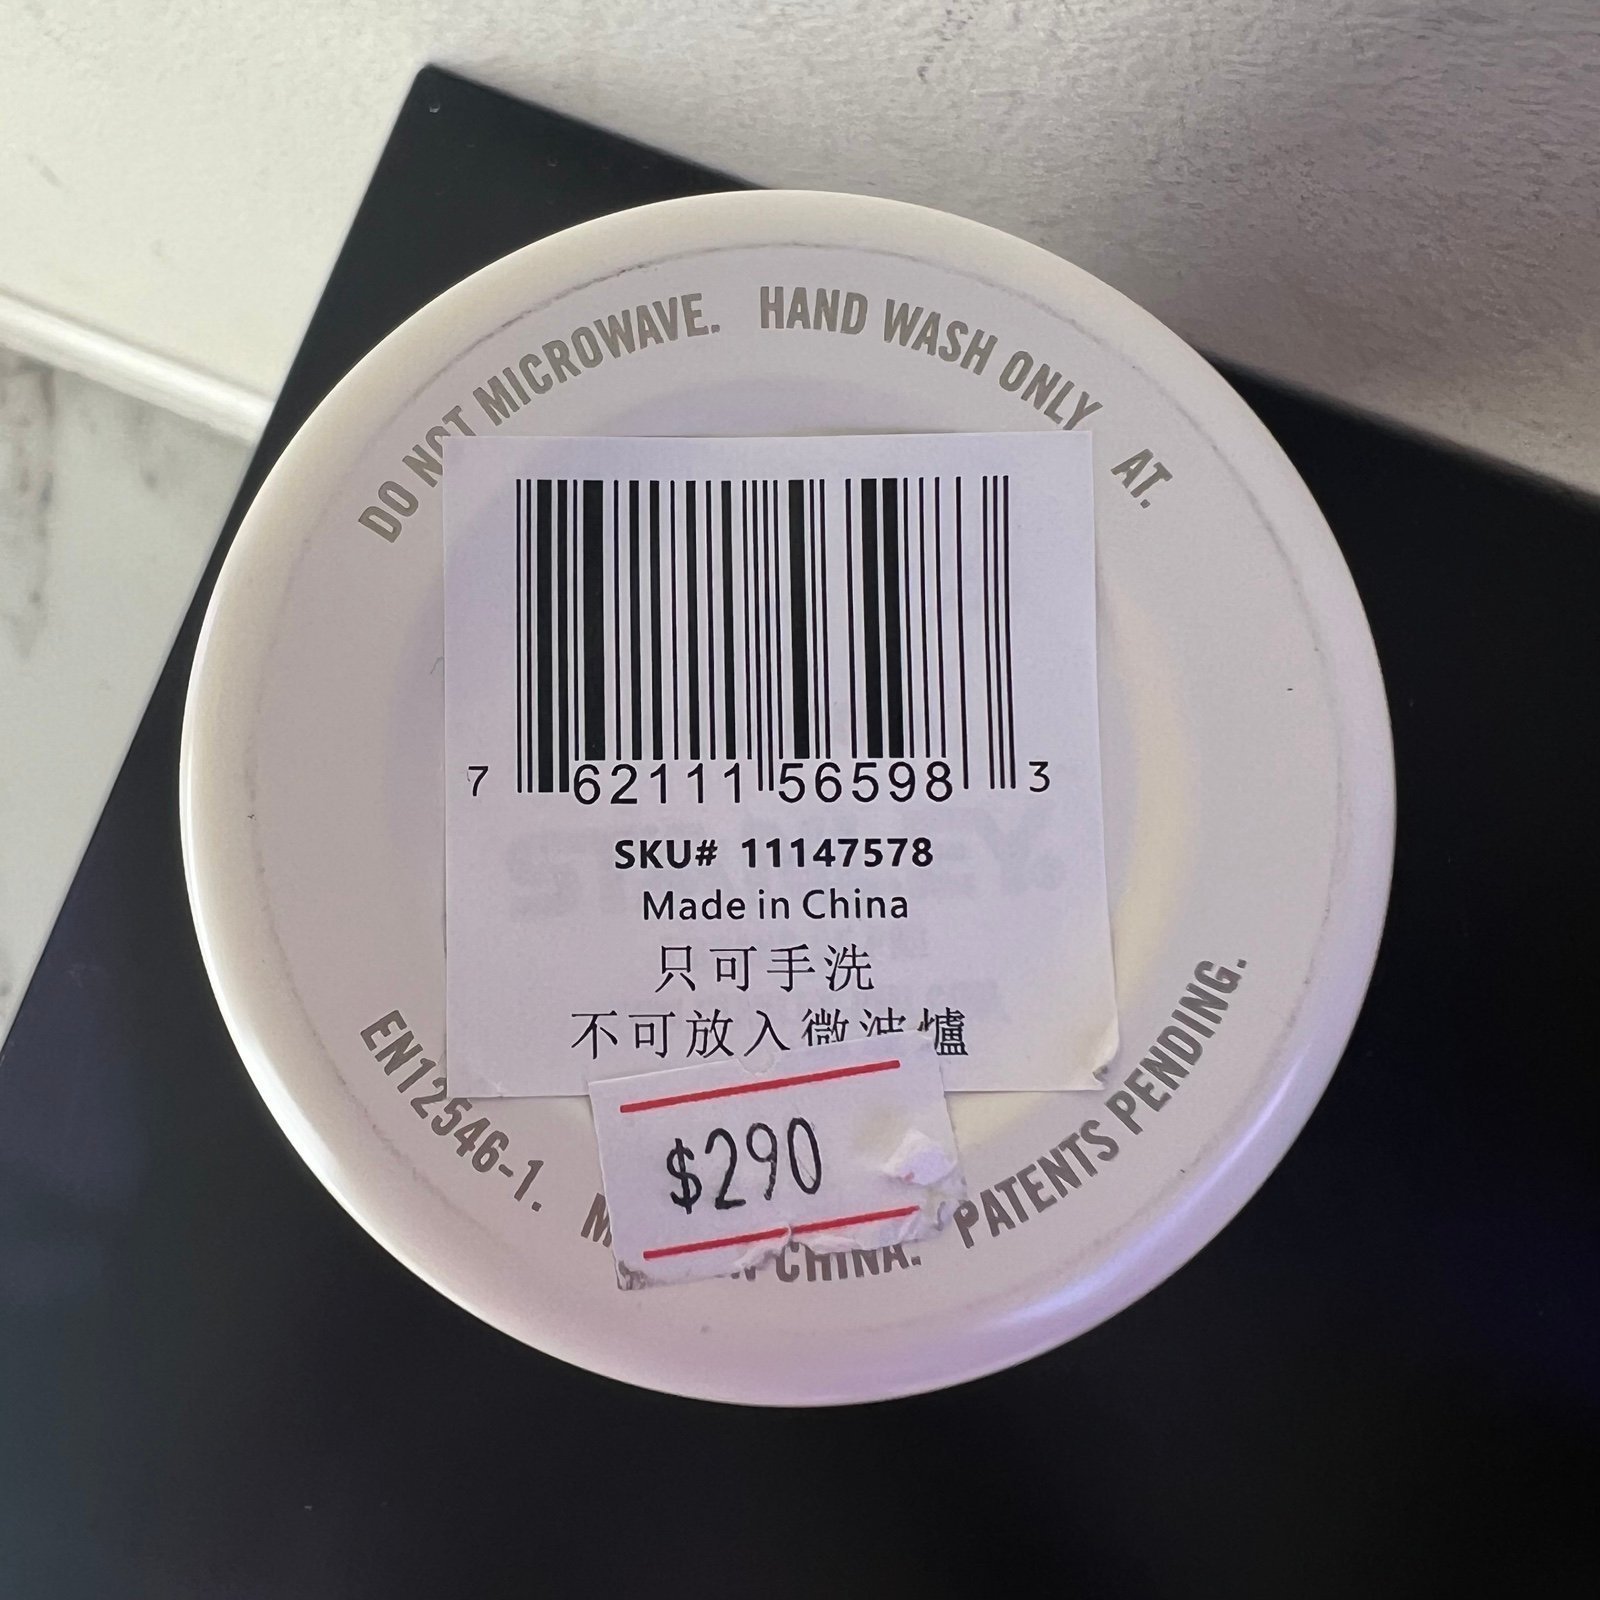 DO NOT MICROWAVE. HAND WASH ONLY AT.
7 62111 56598 3
SKU# 11147578
Made in China
只可手洗
不可放入微波爐
$290
EN12546-1. CHINA. PATENTS PENDING.